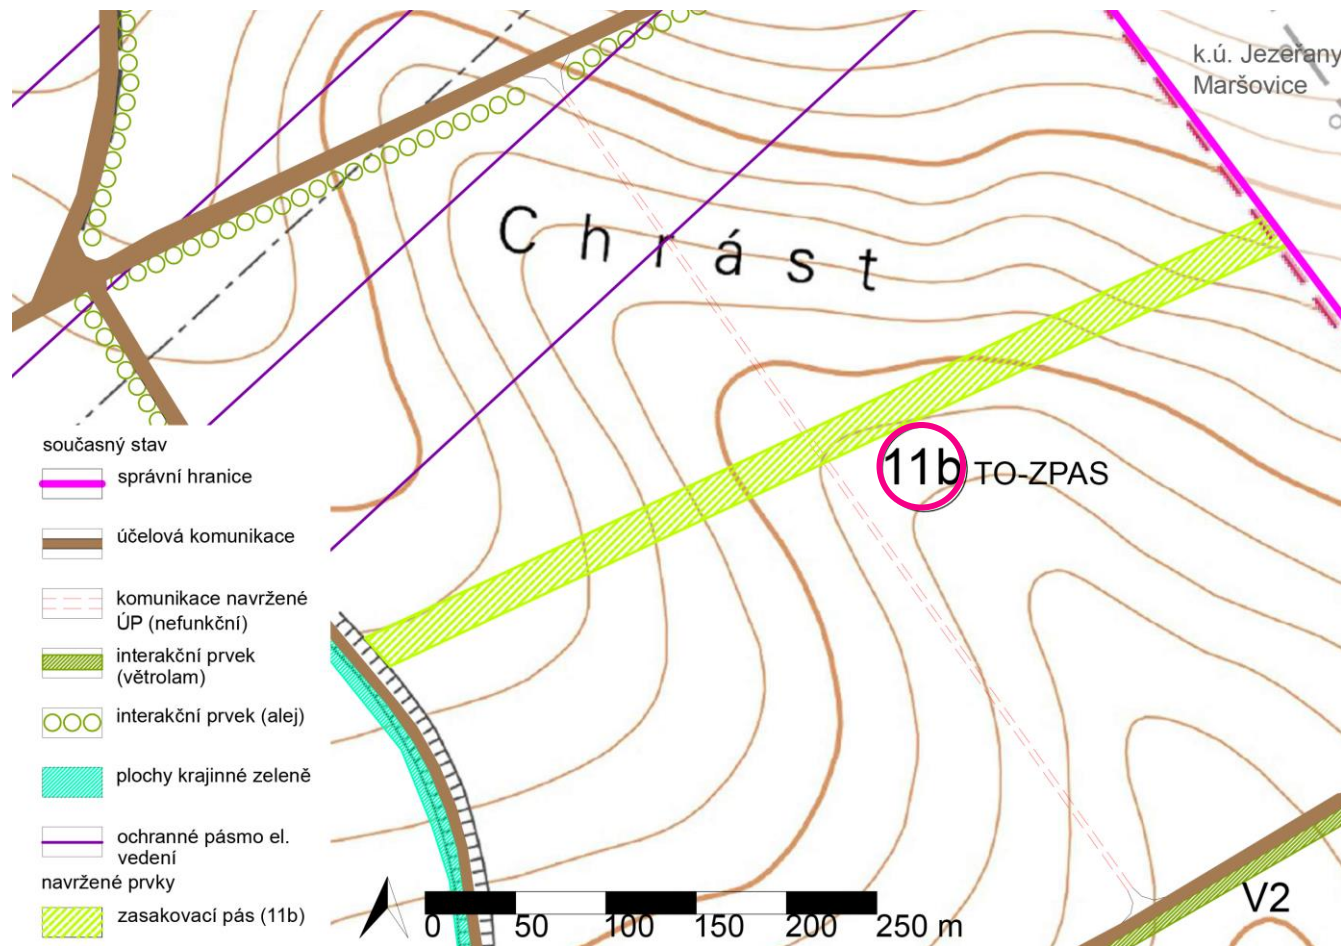 k.ú. Jezeřany
Maršovice
Chrást
11b TO-ZPAS
současný stav
správní hranice
účelová komunikace
komunikace navržené
ÚP (nefunkční)
interakční prvek
(větrolam)
interakční prvek (alej)
plochy krajinné zeleně
ochranné pásmo el.
vedení
navržené prvky
zasakovací pás (11b)
0 50 100 150 200 250 m
V2